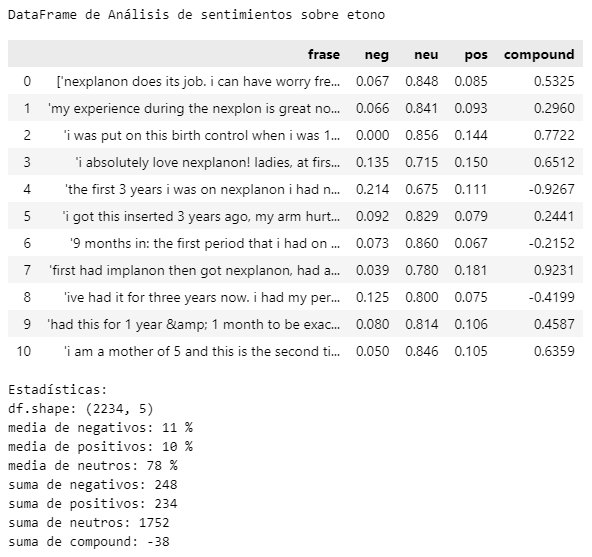 DataFrame de Análisis de sentimientos sobre etono
frase neg neu pos compound
0 ['nexplanon does its job. i can have worry fre... 0.067 0.848 0.085 0.5325
1 'my experience during the nexplon is great no... 0.066 0.841 0.093 0.2960
2 'i was put on this birth control when i was 1... 0.000 0.856 0.144 0.7722
3 'i absolutely love nexplanon! ladies, at firs... 0.135 0.715 0.150 0.6512
4 'the first 3 years i was on nexplanon i had n... 0.214 0.675 0.111 -0.9267
5 'i got this inserted 3 years ago, my arm hurt... 0.092 0.829 0.079 0.2441
6 '9 months in: the first period that i had on ... 0.073 0.860 0.067 -0.2152
7 'first had implanon then got nexplanon, had a... 0.039 0.780 0.181 0.9231
8 'ive had it for three years now. i had my per... 0.125 0.800 0.075 -0.4199
9 'had this for 1 year &amp; 1 month to be exac... 0.080 0.814 0.106 0.4587
10 'i am a mother of 5 and this is the second ti... 0.050 0.846 0.105 0.6359
Estadísticas:
df.shape: (2234, 5)
media de negativos: 11 %
media de positivos: 10 %
media de neutros: 78 %
suma de negativos: 248
suma de positivos: 234
suma de neutros: 1752
suma de compound: -38